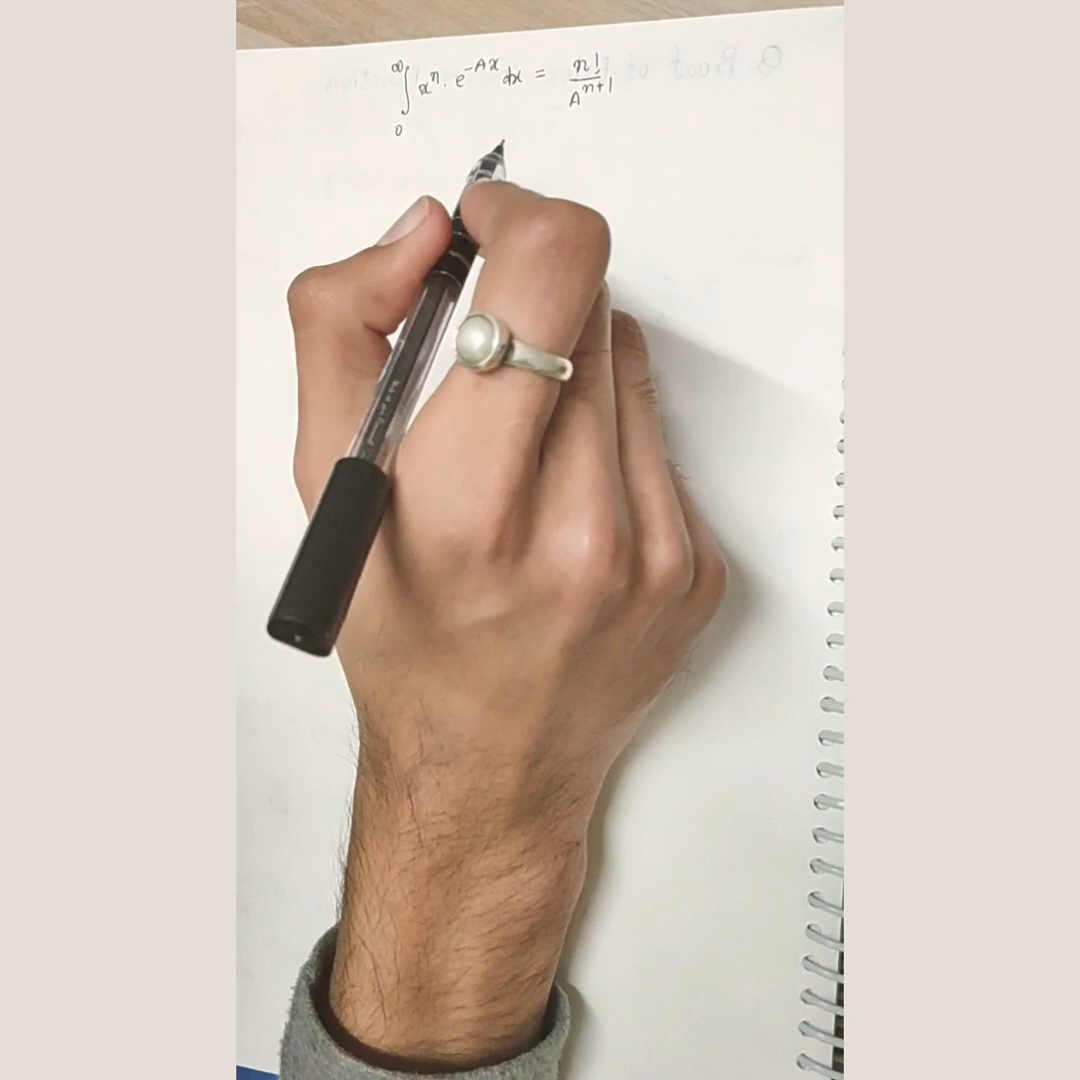 ∫₀^∞ xⁿ · e^(-Ax) dx = n!/A^(n+1)